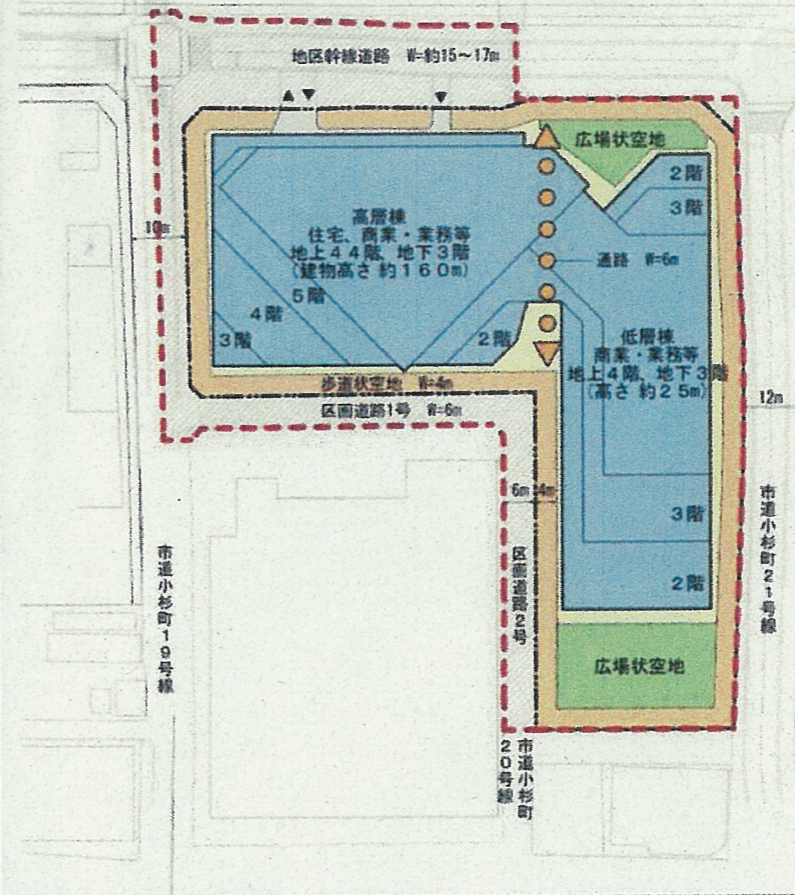 地区幹線道路 W=約15～17m
広場状空地
2階
3階
高層棟
住宅、商業・業務等
地上44階、地下3階
(建物高さ 約160m)
5階
4階
3階
2階
通路 W=6m
低層棟
商業・業務等
地上4階、地下3階
(高さ 約25m)
歩道状空地 W=4m
区画道路1号 W=6m
12m
6m 4m
3階
2階
区画道路2号
広場状空地
市道小杉町19号線
市道小杉町21号線
市道小杉町
20号線